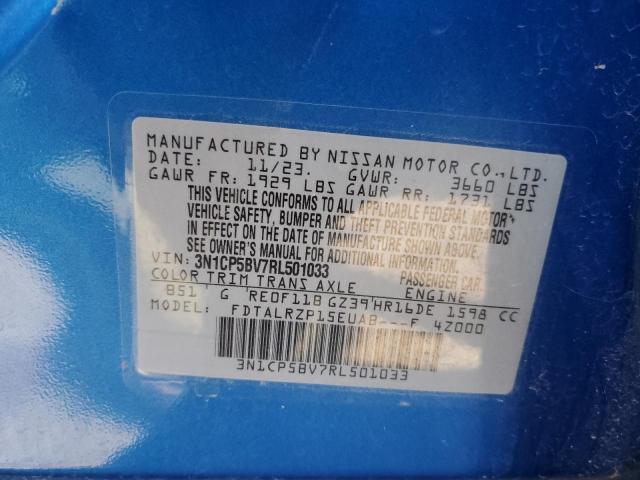 MANUFACTURED BY NISSAN MOTOR CO.,LTD.
DATE: 11/23. GVWR: 3660 LBS
GAWR FR: 1929 LBS GAWR RR: 1731 LBS
THIS VEHICLE CONFORMS TO ALL APPLICABLE FEDERAL MOTOR
VEHICLE SAFETY, BUMPER AND THEFT PREVENTION STANDARDS
IN EFFECT ON THE DATE OF MANUFACTURE SHOWN ABOVE.
SEE OWNER'S MANUAL FOR ADDITIONAL INFORMATION.
VIN: 3N1CP5BV7RL501033 PASSENGER CAR
COLOR TRIM TRANS AXLE ENGINE
B51 G RE0F11B GZ39 HR16DE 1598 CC
MODEL: FDTALRZP15EUAB---F 4Z000
3N1CP5BV7RL501033